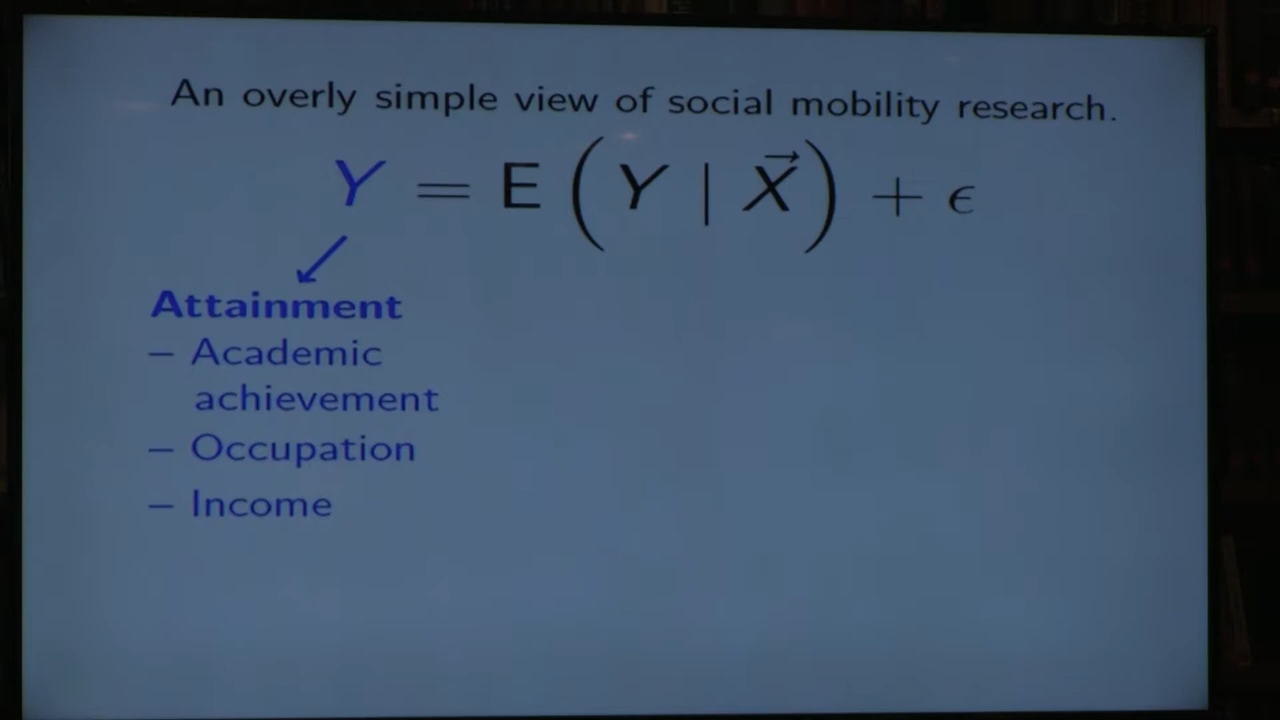 An overly simple view of social mobility research.
Y = E ( Y | X⃗ ) + ϵ
Attainment
– Academic
achievement
– Occupation
– Income